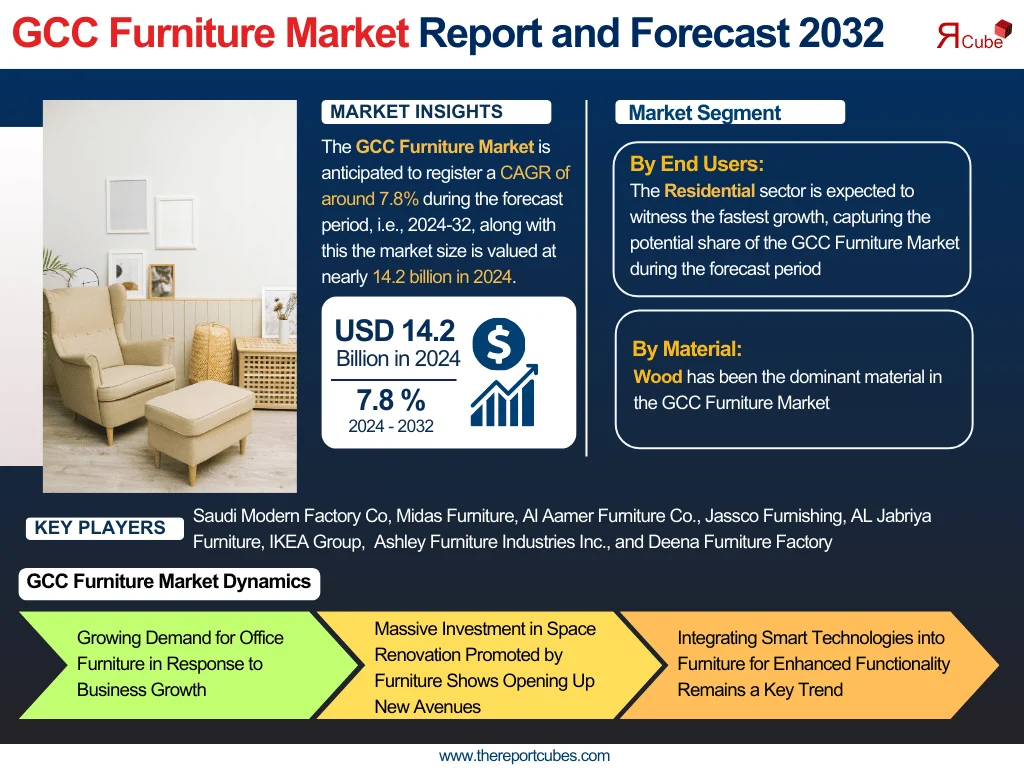 GCC Furniture Market Report and Forecast 2032
ЯCube
MARKET INSIGHTS
The GCC Furniture Market is
anticipated to register a CAGR of
around 7.8% during the forecast
period, i.e., 2024-32, along with
this the market size is valued at
nearly 14.2 billion in 2024.
USD 14.2
Billion in 2024
7.8 %
2024 - 2032
Market Segment
By End Users:
The Residential sector is expected to
witness the fastest growth, capturing the
potential share of the GCC Furniture Market
during the forecast period
By Material:
Wood has been the dominant material in
the GCC Furniture Market
KEY PLAYERS
Saudi Modern Factory Co, Midas Furniture, Al Aamer Furniture Co., Jassco Furnishing, AL Jabriya
Furniture, IKEA Group, Ashley Furniture Industries Inc., and Deena Furniture Factory
GCC Furniture Market Dynamics
Growing Demand for Office
Furniture in Response to
Business Growth
Massive Investment in Space
Renovation Promoted by
Furniture Shows Opening Up
New Avenues
Integrating Smart Technologies into
Furniture for Enhanced Functionality
Remains a Key Trend
www.thereportcubes.com